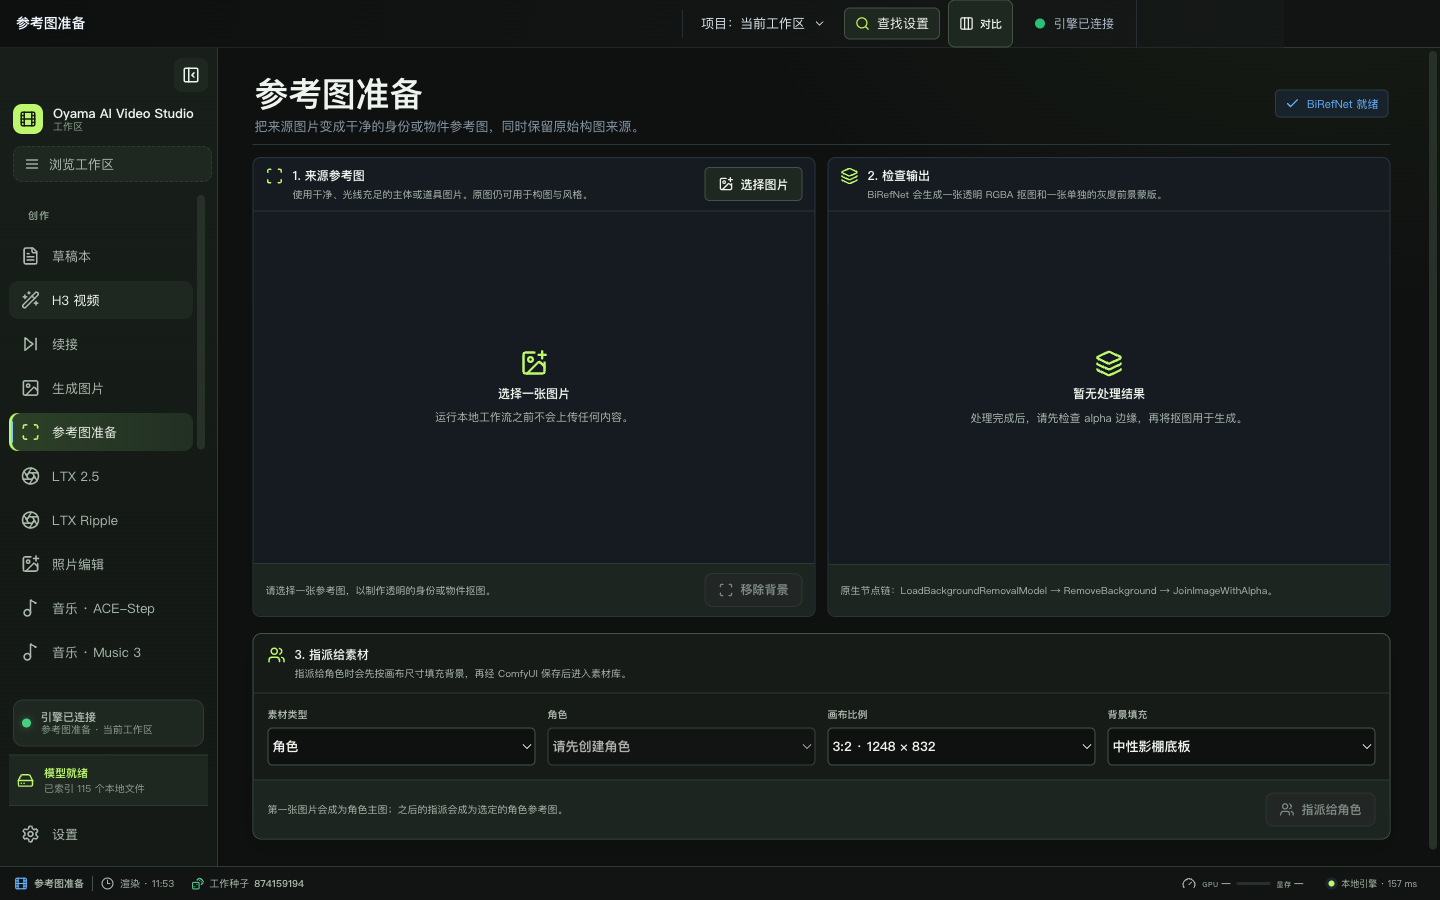 参考图准备
项目：当前工作区
查找设置
对比
引擎已连接
Oyama AI Video Studio
工作区
浏览工作区
创作
草稿本
H3 视频
续接
生成图片
参考图准备
LTX 2.5
LTX Ripple
照片编辑
音乐 · ACE-Step
音乐 · Music 3
引擎已连接
参考图准备 · 当前工作区
模型就绪
已索引 115 个本地文件
设置
参考图准备
把来源图片变成干净的身份或物件参考图，同时保留原始构图来源。
BiRefNet 就绪
1. 来源参考图
使用干净、光线充足的主体或道具图片。原图仍可用于构图与风格。
选择图片
选择一张图片
运行本地工作流之前不会上传任何内容。
请选择一张参考图，以制作透明的身份或物件抠图。
移除背景
2. 检查输出
BiRefNet 会生成一张透明 RGBA 抠图和一张单独的灰度前景蒙版。
暂无处理结果
处理完成后，请先检查 alpha 边缘，再将抠图用于生成。
原生节点链：LoadBackgroundRemovalModel → RemoveBackground → JoinImageWithAlpha。
3. 指派给素材
指派给角色时会先按画布尺寸填充背景，再经 ComfyUI 保存后进入素材库。
素材类型
角色
角色
请先创建角色
画布比例
3:2 · 1248 × 832
背景填充
中性影棚底板
第一张图片会成为角色主图；之后的指派会成为选定的角色参考图。
指派给角色
参考图准备
渲染 · 11:53
工作种子 874159194
GPU —
显存 —
本地引擎 · 157 ms